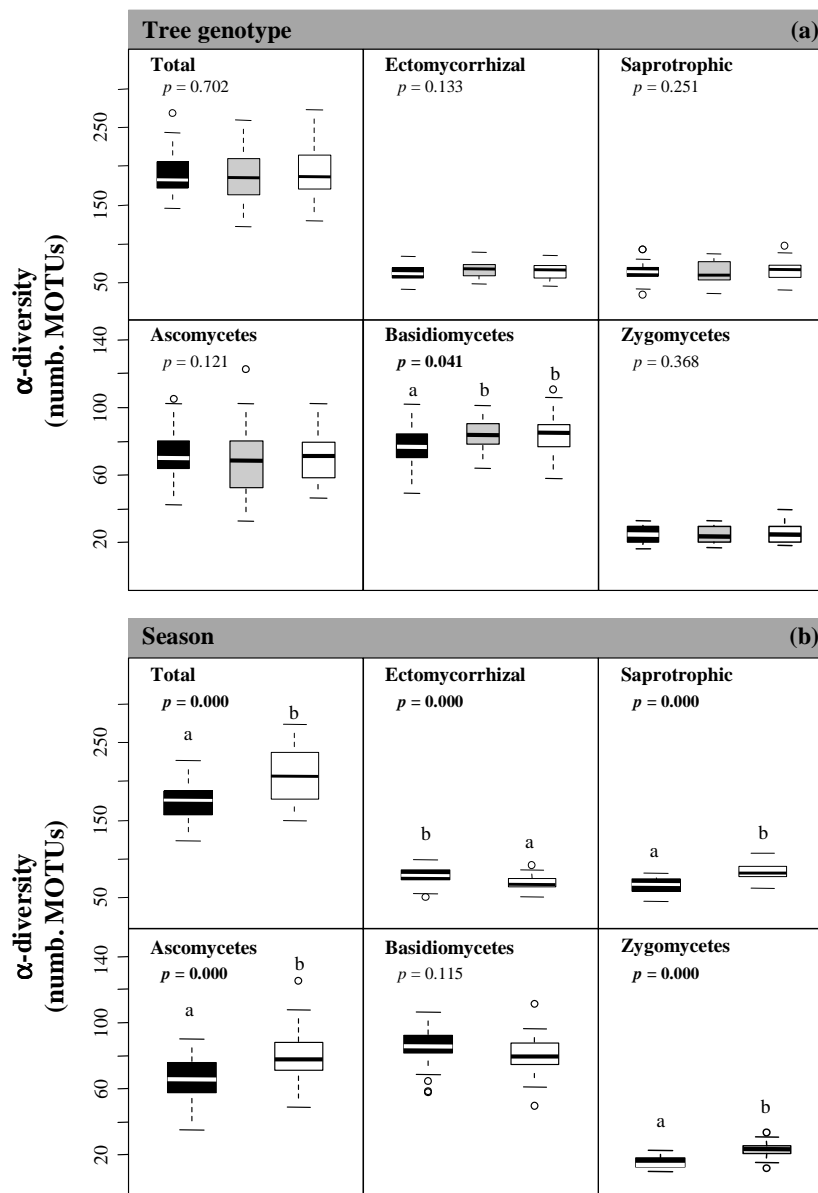 Tree genotype (a)
Total Ectomycorrhizal Saprotrophic
p = 0.702 p = 0.133 p = 0.251
250
150
50
Ascomycetes Basidiomycetes Zygomycetes
p = 0.121 p = 0.041 p = 0.368
a b b
140
100
60
20
α-diversity
(numb. MOTUs)
Season (b)
Total Ectomycorrhizal Saprotrophic
p = 0.000 p = 0.000 p = 0.000
a b b a a b
250
150
50
Ascomycetes Basidiomycetes Zygomycetes
p = 0.000 p = 0.115 p = 0.000
a b a b
140
100
60
20
α-diversity
(numb. MOTUs)